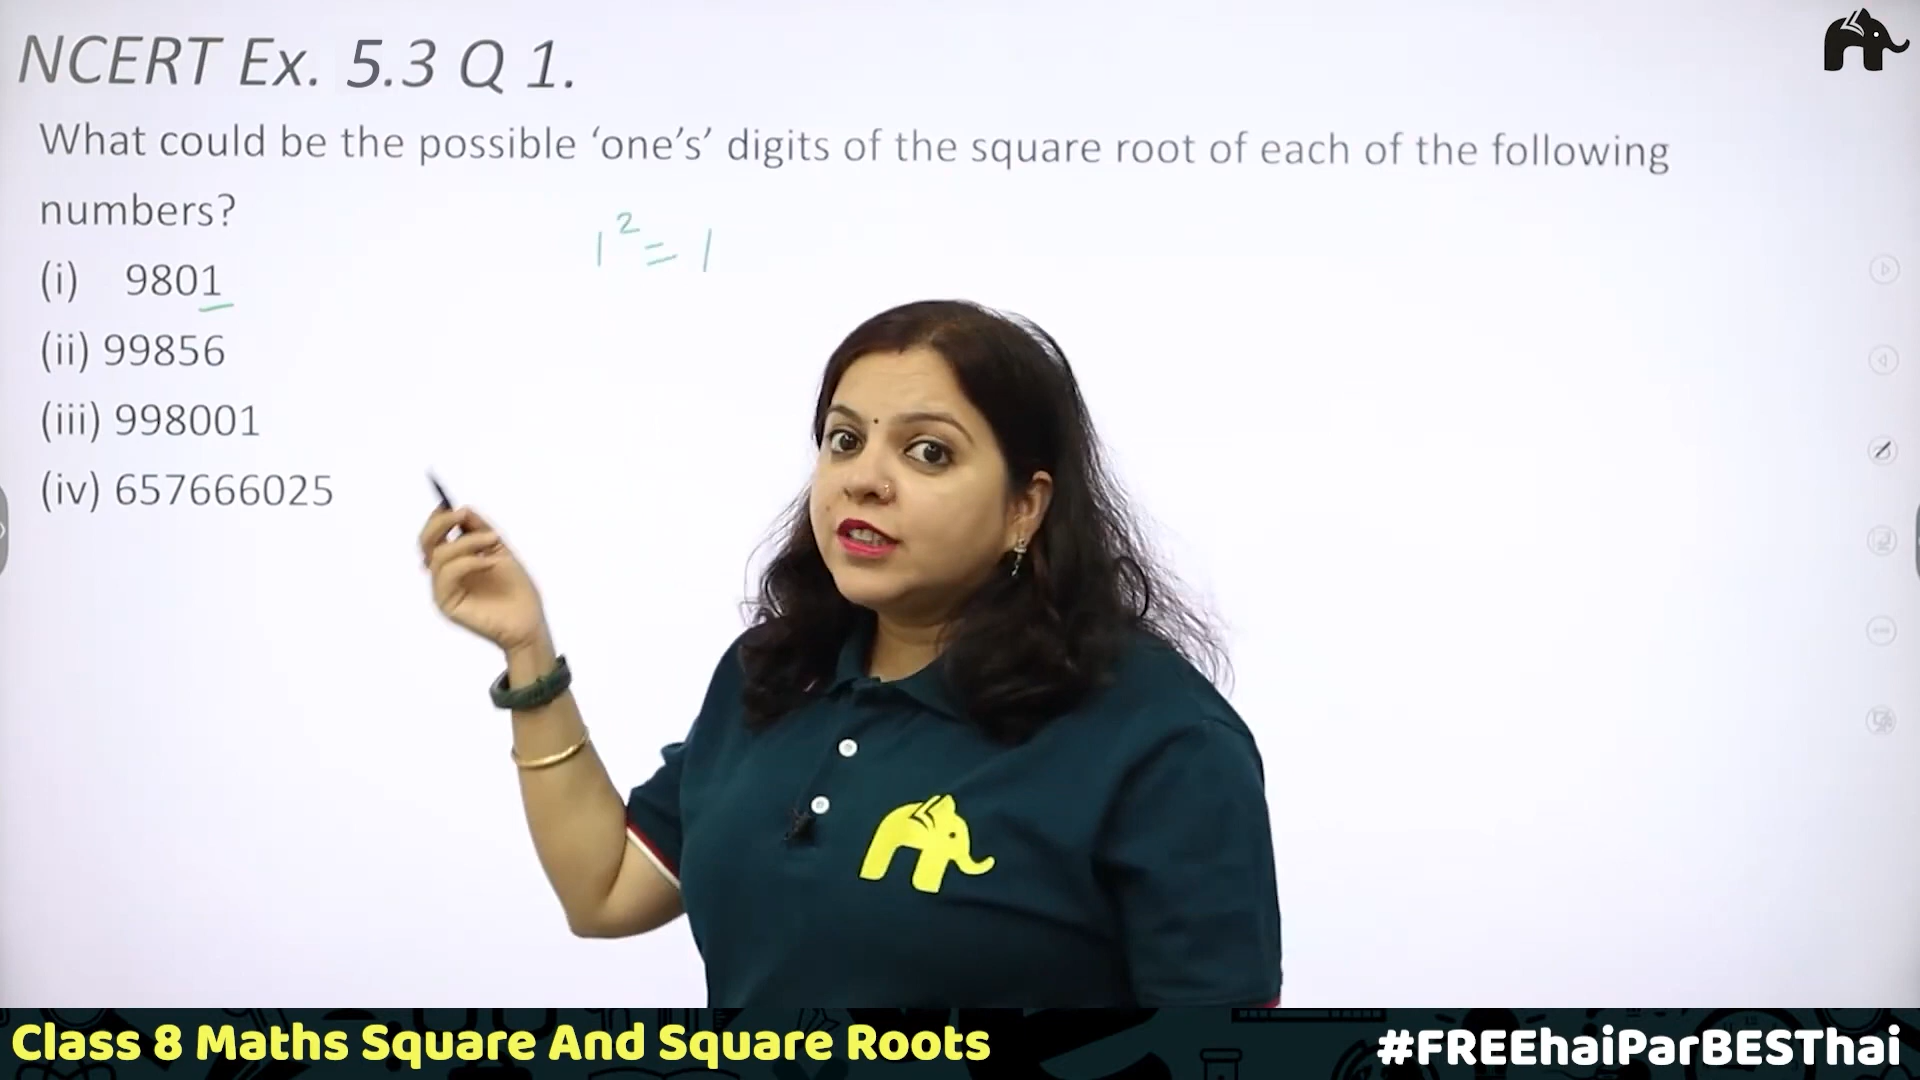 NCERT Ex. 5.3 Q 1.
What could be the possible ‘one’s’ digits of the square root of each of the following
numbers?
1² = 1
(i) 9801
(ii) 99856
(iii) 998001
(iv) 657666025
Class 8 Maths Square And Square Roots
#FREEhaiParBESThai